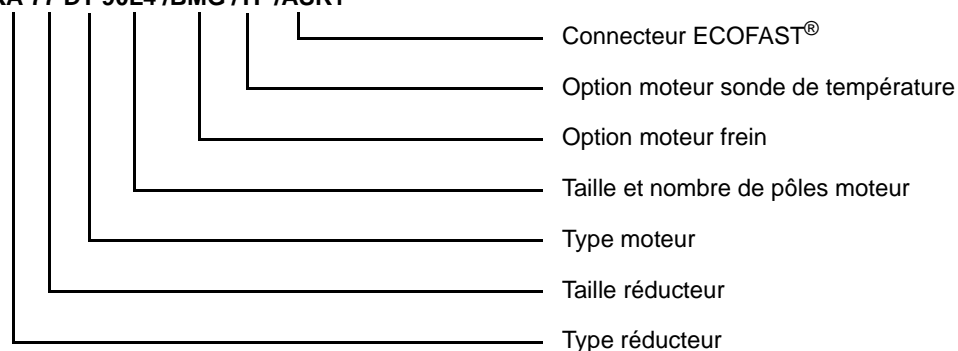 Connecteur ECOFAST®
Option moteur sonde de température
Option moteur frein
Taille et nombre de pôles moteur
Type moteur
Taille réducteur
Type réducteur